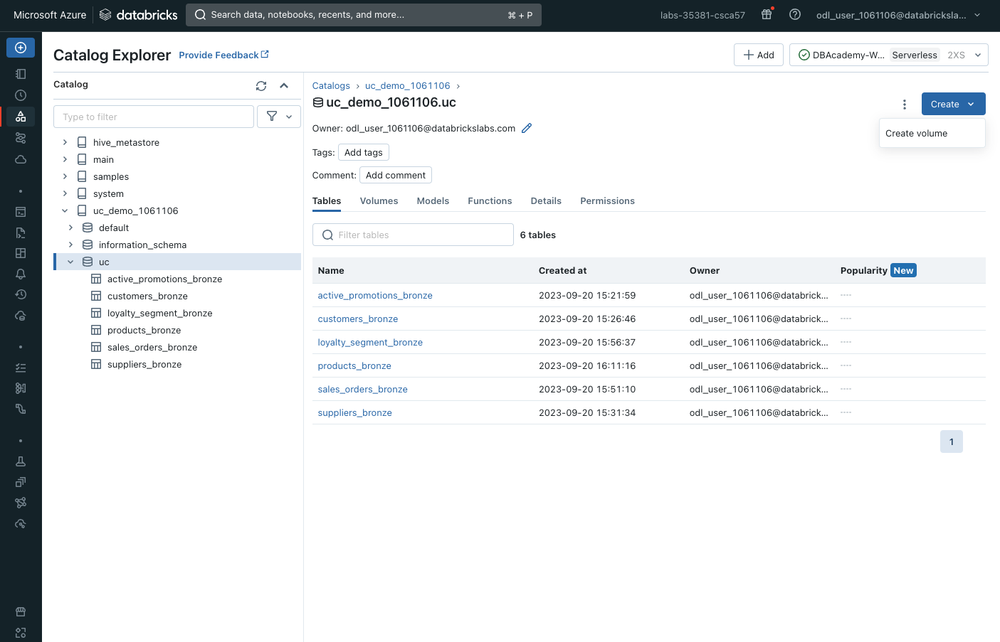 Microsoft Azure databricks Search data, notebooks, recents, and more... ⌘ + P labs-35381-csca57 odl_user_1061106@databricksla...
Catalog Explorer Provide Feedback Add DBAcademy-W... Serverless 2XS
Catalog
Type to filter
hive_metastore
main
samples
system
uc_demo_1061106
default
information_schema
uc
active_promotions_bronze
customers_bronze
loyalty_segment_bronze
products_bronze
sales_orders_bronze
suppliers_bronze
Catalogs › uc_demo_1061106 ›
uc_demo_1061106.uc
Create
Create volume
Owner: odl_user_1061106@databrickslabs.com
Tags: Add tags
Comment: Add comment
Tables Volumes Models Functions Details Permissions
Filter tables 6 tables
Name Created at Owner Popularity New
active_promotions_bronze 2023-09-20 15:21:59 odl_user_1061106@databrick... ----
customers_bronze 2023-09-20 15:26:46 odl_user_1061106@databrick... ----
loyalty_segment_bronze 2023-09-20 15:56:37 odl_user_1061106@databrick... ----
products_bronze 2023-09-20 16:11:16 odl_user_1061106@databrick... ----
sales_orders_bronze 2023-09-20 15:51:10 odl_user_1061106@databrick... ----
suppliers_bronze 2023-09-20 15:31:34 odl_user_1061106@databrick... ----
1